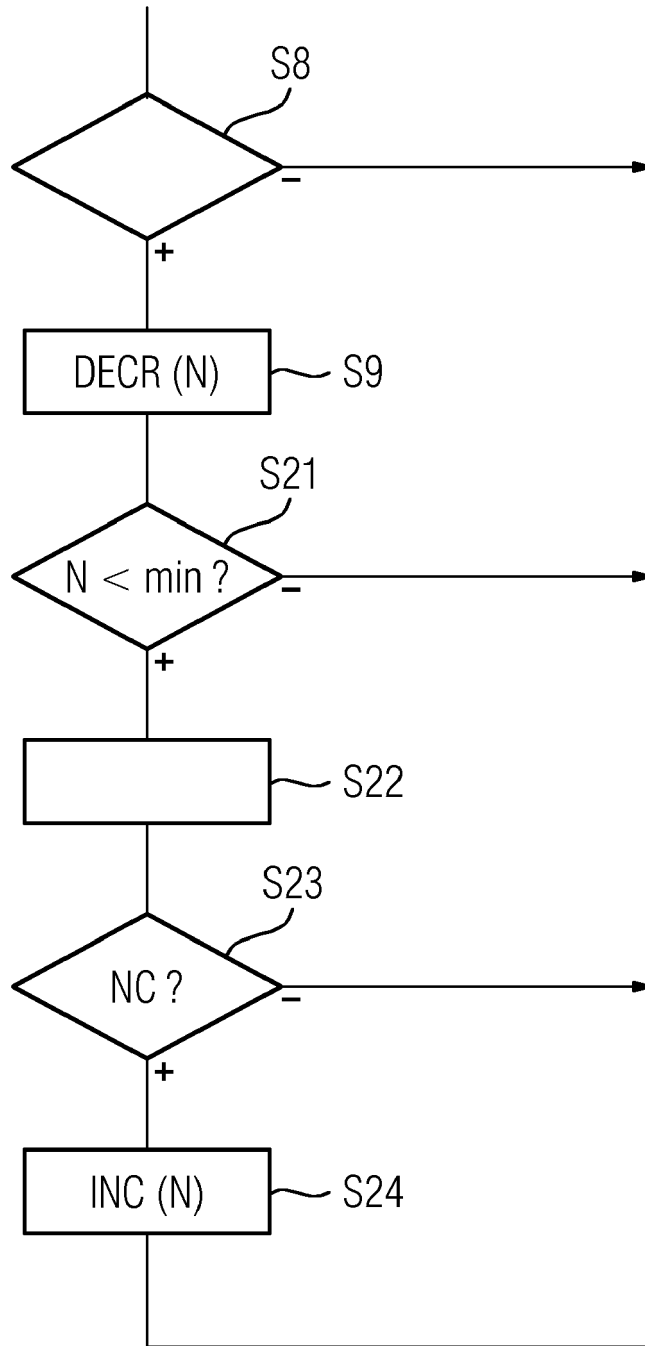 S8
−
+
DECR (N)
S9
S21
N < min ?
−
+
S22
S23
NC ?
−
+
INC (N)
S24